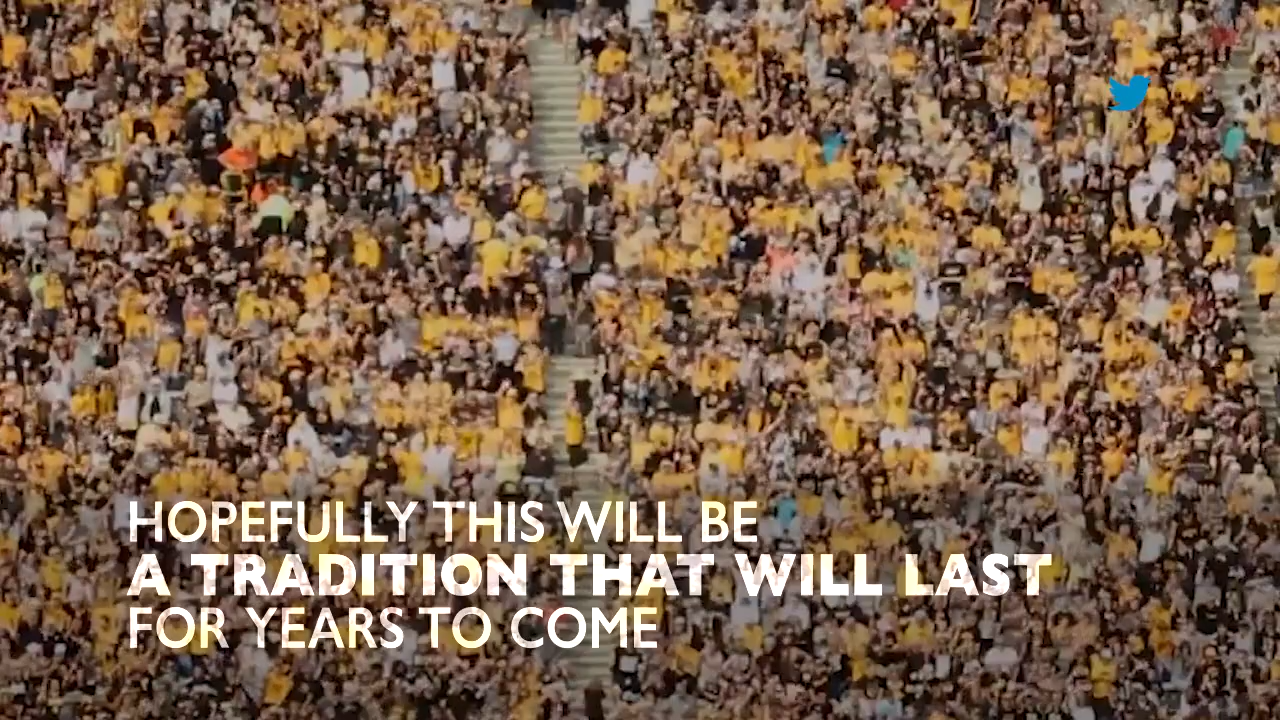 HOPEFULLY THIS WILL BE
A TRADITION THAT WILL LAST
FOR YEARS TO COME